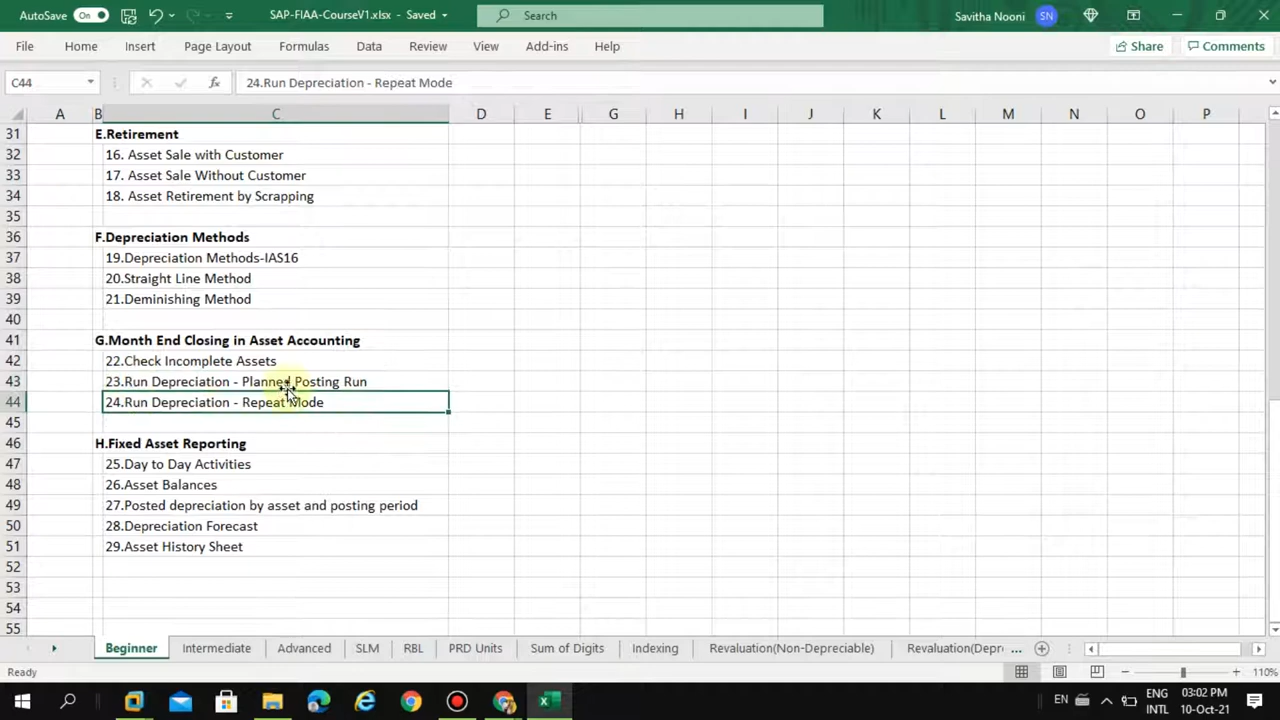 AutoSave On SAP-FIAA-CourseV1.xlsx - Saved Search Savitha Nooni SN
File Home Insert Page Layout Formulas Data Review View Add-ins Help Share Comments
C44 fx 24.Run Depreciation - Repeat Mode
A B C D E F G H I J K L M N O P
31 E.Retirement
32 16. Asset Sale with Customer
33 17. Asset Sale Without Customer
34 18. Asset Retirement by Scrapping
35
36 F.Depreciation Methods
37 19.Depreciation Methods-IAS16
38 20.Straight Line Method
39 21.Deminishing Method
40
41 G.Month End Closing in Asset Accounting
42 22.Check Incomplete Assets
43 23.Run Depreciation - Planned Posting Run
44 24.Run Depreciation - Repeat Mode
45
46 H.Fixed Asset Reporting
47 25.Day to Day Activities
48 26.Asset Balances
49 27.Posted depreciation by asset and posting period
50 28.Depreciation Forecast
51 29.Asset History Sheet
52
53
54
55
Beginner Intermediate Advanced SLM RBL PRD Units Sum of Digits Indexing Revaluation(Non-Depreciable) Revaluation(Depre ...
Ready 110%
EN ENG 03:02 PM
INTL 10-Oct-21